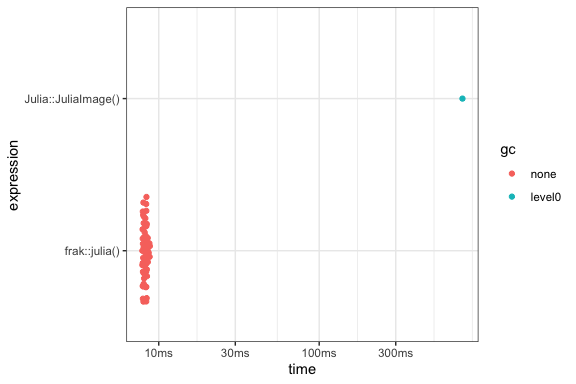 Julia::JuliaImage()
expression
gc
none
level0
frak::julia()
10ms 30ms 100ms 300ms
time